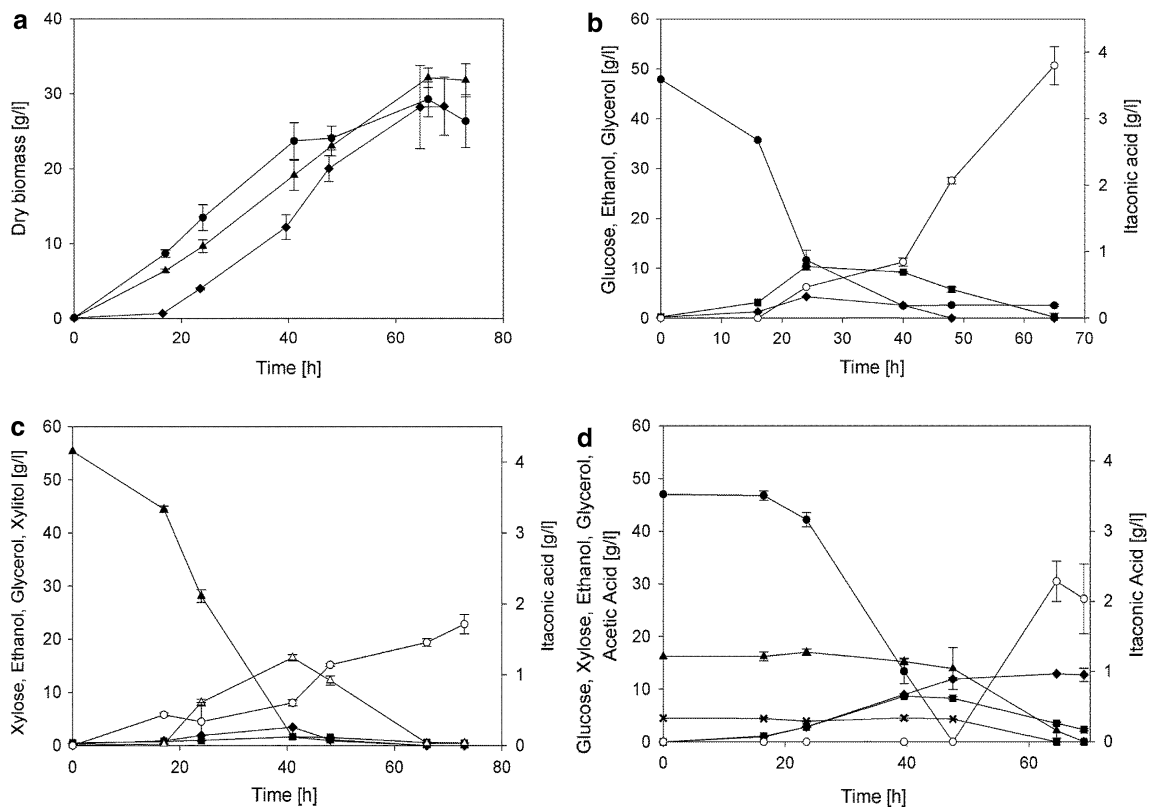 a
Dry biomass [g/l]
40
30
20
10
0
0 20 40 60 80
Time [h]
b
Glucose, Ethanol, Glycerol [g/l]
60
50
40
30
20
10
0
0 10 20 30 40 50 60 70
Time [h]
4
3
2
1
0
Itaconic acid [g/l]
c
Xylose, Ethanol, Glycerol, Xylitol [g/l]
60
50
40
30
20
10
0
0 20 40 60 80
Time [h]
4
3
2
1
0
Itaconic acid [g/l]
d
Glucose, Xylose, Ethanol, Glycerol,
Acetic Acid [g/l]
60
50
40
30
20
10
0
0 20 40 60
Time [h]
4
3
2
1
0
Itaconic Acid [g/l]